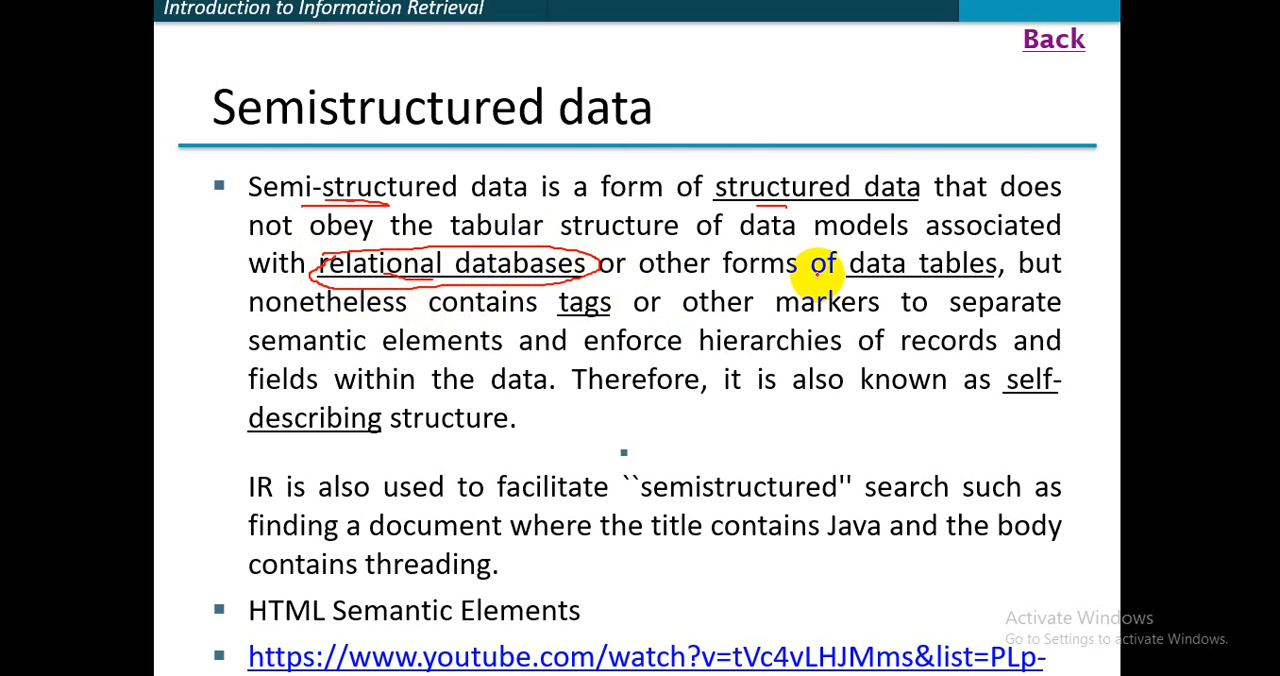 Introduction to Information Retrieval
Back
Semistructured data
Semi-structured data is a form of structured data that does
not obey the tabular structure of data models associated
with relational databases or other forms of data tables, but
nonetheless contains tags or other markers to separate
semantic elements and enforce hierarchies of records and
fields within the data. Therefore, it is also known as self-
describing structure.
IR is also used to facilitate ``semistructured'' search such as
finding a document where the title contains Java and the body
contains threading.
HTML Semantic Elements
https://www.youtube.com/watch?v=tVc4vLHJMms&list=PLp-
Activate Windows
Go to Settings to activate Windows.